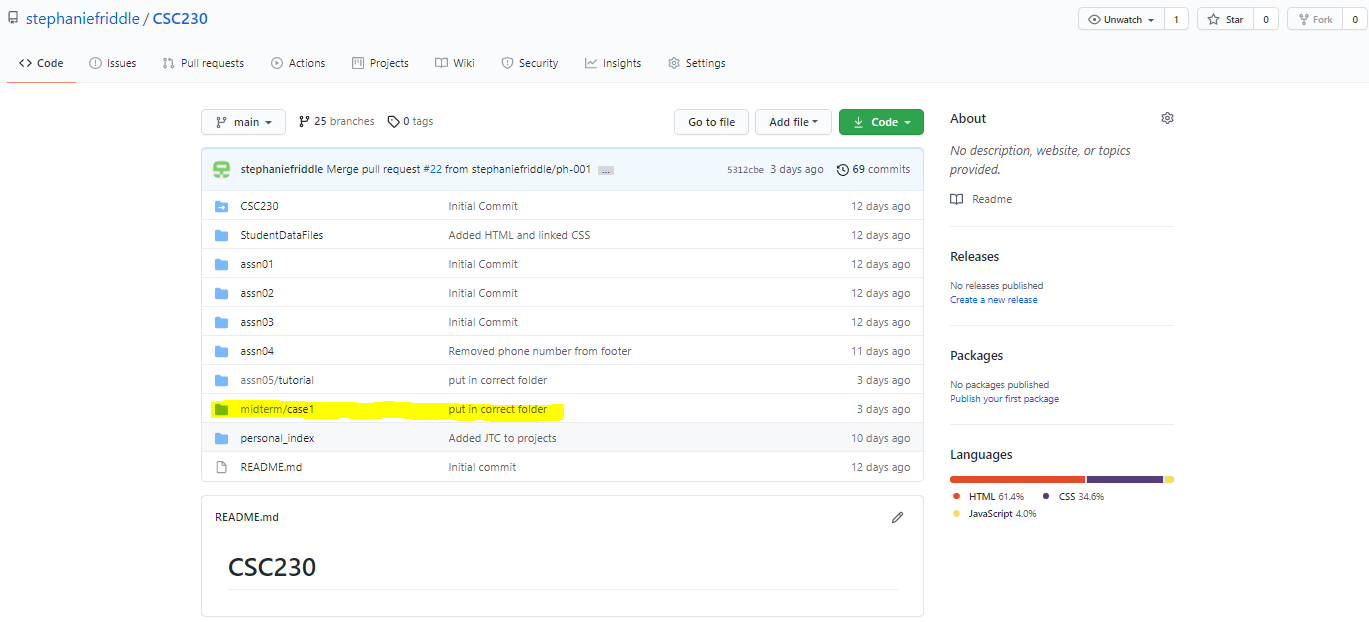 stephaniefriddle / CSC230
Unwatch 1 Star 0 Fork 0
Code Issues Pull requests Actions Projects Wiki Security Insights Settings
main 25 branches 0 tags Go to file Add file Code
stephaniefriddle Merge pull request #22 from stephaniefriddle/ph-001 ... 5312cbe 3 days ago 69 commits
CSC230 Initial Commit 12 days ago
StudentDataFiles Added HTML and linked CSS 12 days ago
assn01 Initial Commit 12 days ago
assn02 Initial Commit 12 days ago
assn03 Initial Commit 12 days ago
assn04 Removed phone number from footer 11 days ago
assn05/tutorial put in correct folder 3 days ago
midterm/case1 put in correct folder 3 days ago
personal_index Added JTC to projects 10 days ago
README.md Initial commit 12 days ago
README.md
CSC230
About
No description, website, or topics
provided.
Readme
Releases
No releases published
Create a new release
Packages
No packages published
Publish your first package
Languages
HTML 61.4% CSS 34.6%
JavaScript 4.0%